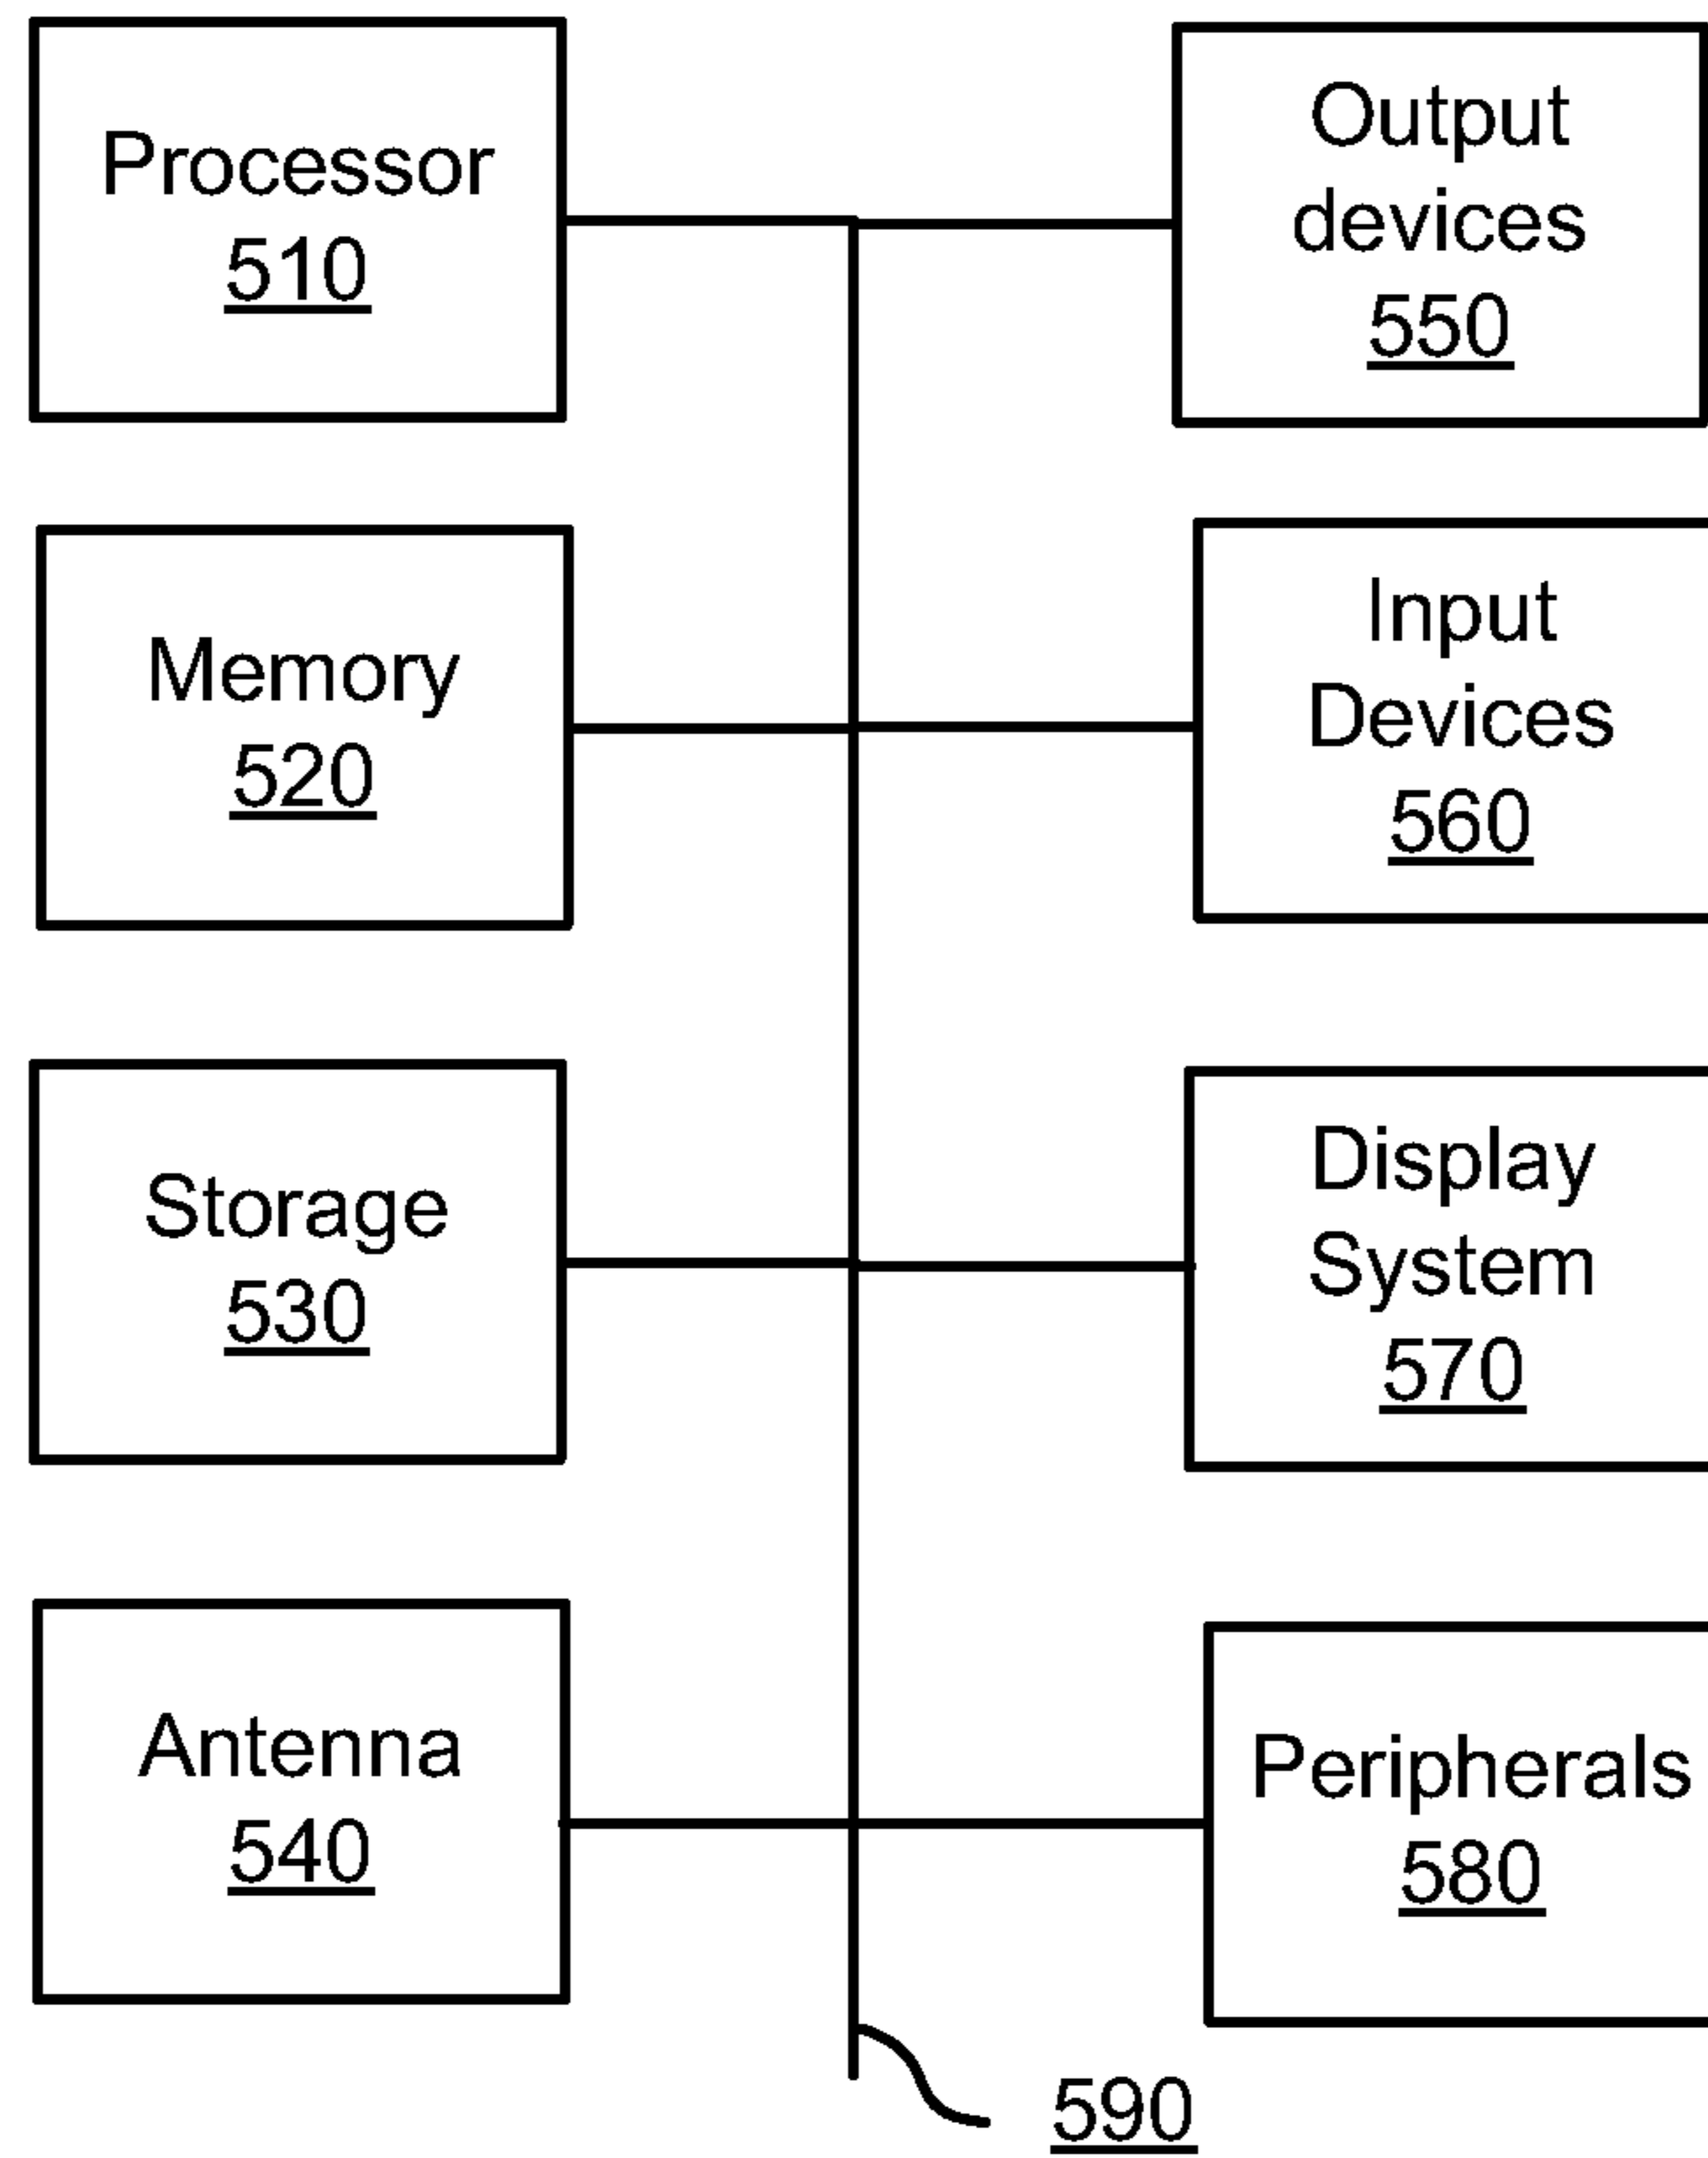 Processor
510
Output
devices
550
Memory
520
Input
Devices
560
Storage
530
Display
System
570
Antenna
540
Peripherals
580
590